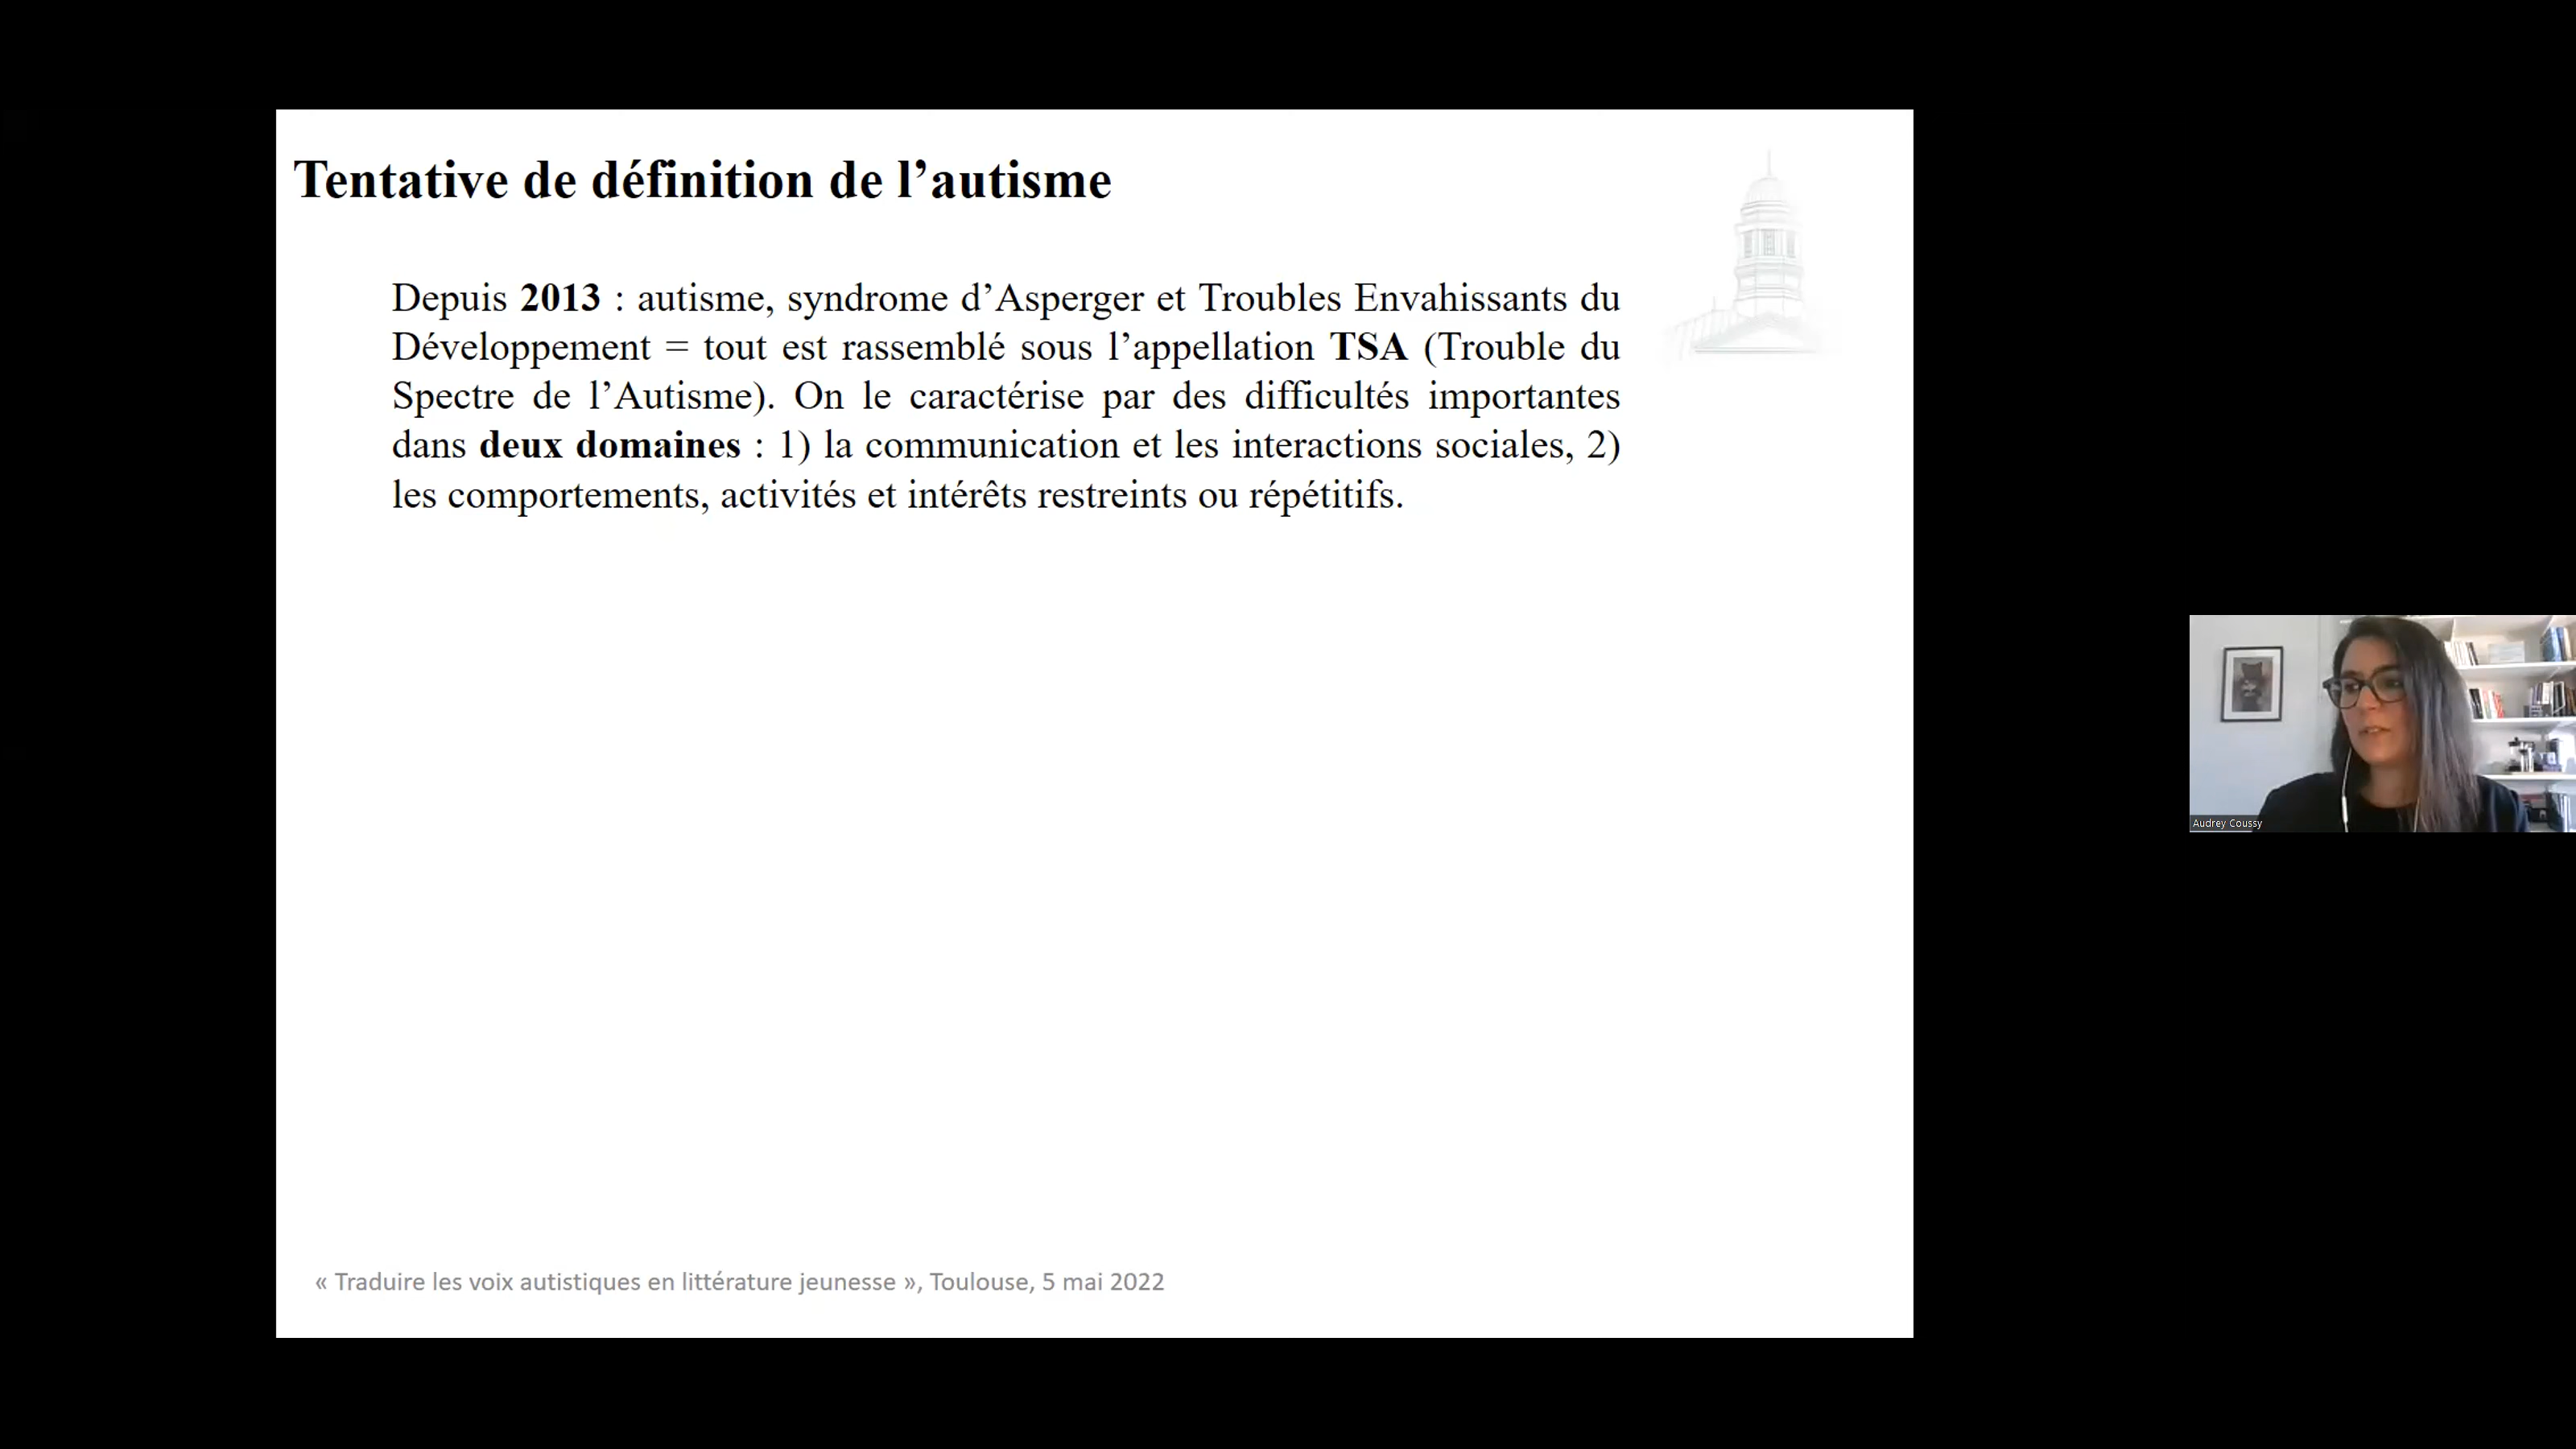 Tentative de définition de l’autisme
Depuis 2013 : autisme, syndrome d’Asperger et Troubles Envahissants du
Développement = tout est rassemblé sous l’appellation TSA (Trouble du
Spectre de l’Autisme). On le caractérise par des difficultés importantes
dans deux domaines : 1) la communication et les interactions sociales, 2)
les comportements, activités et intérêts restreints ou répétitifs.
Audrey Coussy
« Traduire les voix autistiques en littérature jeunesse », Toulouse, 5 mai 2022